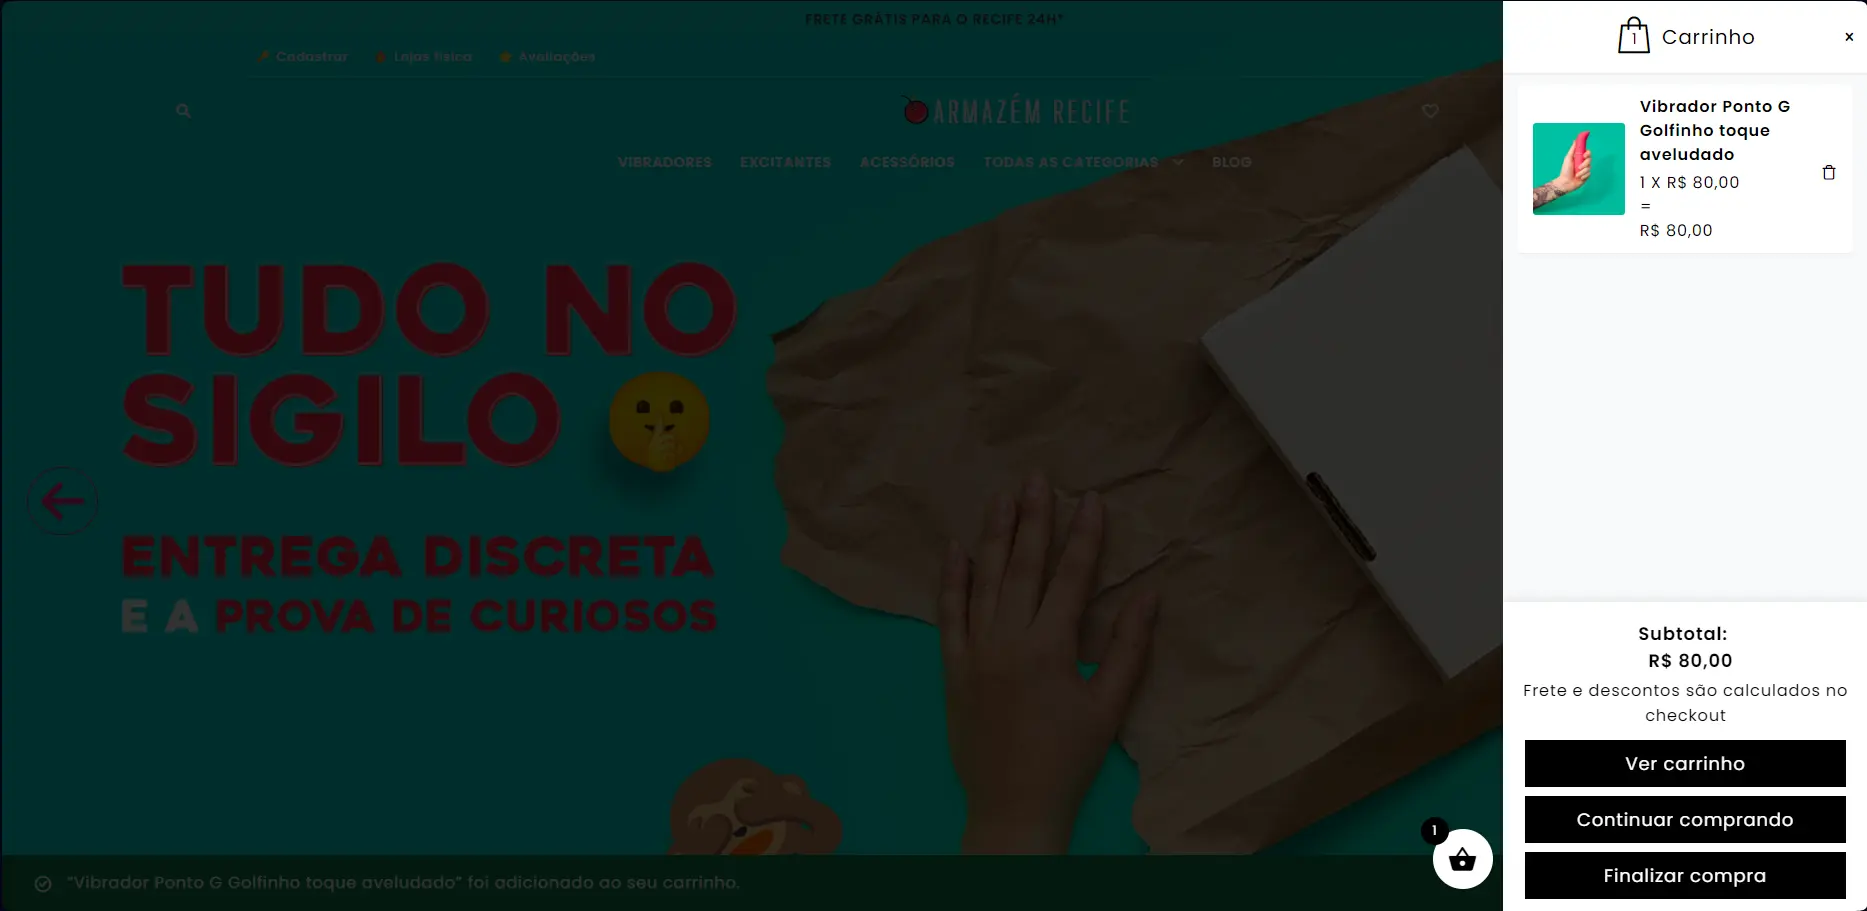 FRETE GRÁTIS PARA O RECIFE 24H*
Cadastrar
Lojas física
Avaliações
ARMAZÉM RECIFE
VIBRADORES
EXCITANTES
ACESSÓRIOS
TODAS AS CATEGORIAS
BLOG
TUDO NO
SIGILO
ENTREGA DISCRETA
E A PROVA DE CURIOSOS
"Vibrador Ponto G Golfinho toque aveludado" foi adicionado ao seu carrinho.
1
1
Carrinho
×
Vibrador Ponto G
Golfinho toque
aveludado
1 X R$ 80,00
=
R$ 80,00
Subtotal:
R$ 80,00
Frete e descontos são calculados no
checkout
Ver carrinho
Continuar comprando
Finalizar compra